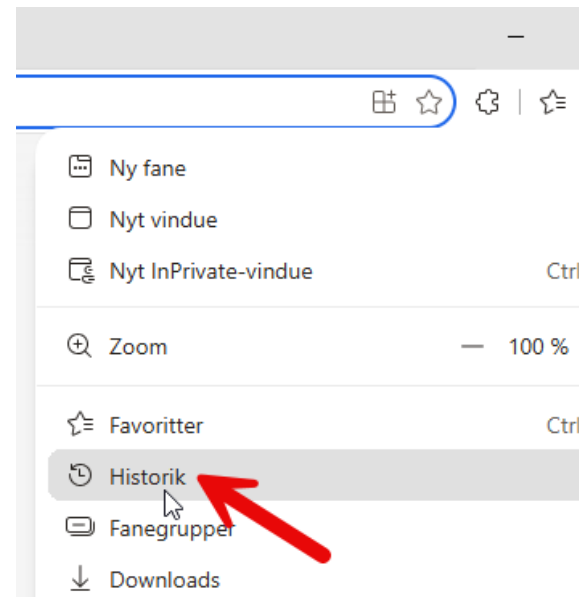 Ny fane
Nyt vindue
Nyt InPrivate-vindue Ctrl
Zoom — 100 %
Favoritter Ctrl
Historik
Fanegrupper
Downloads